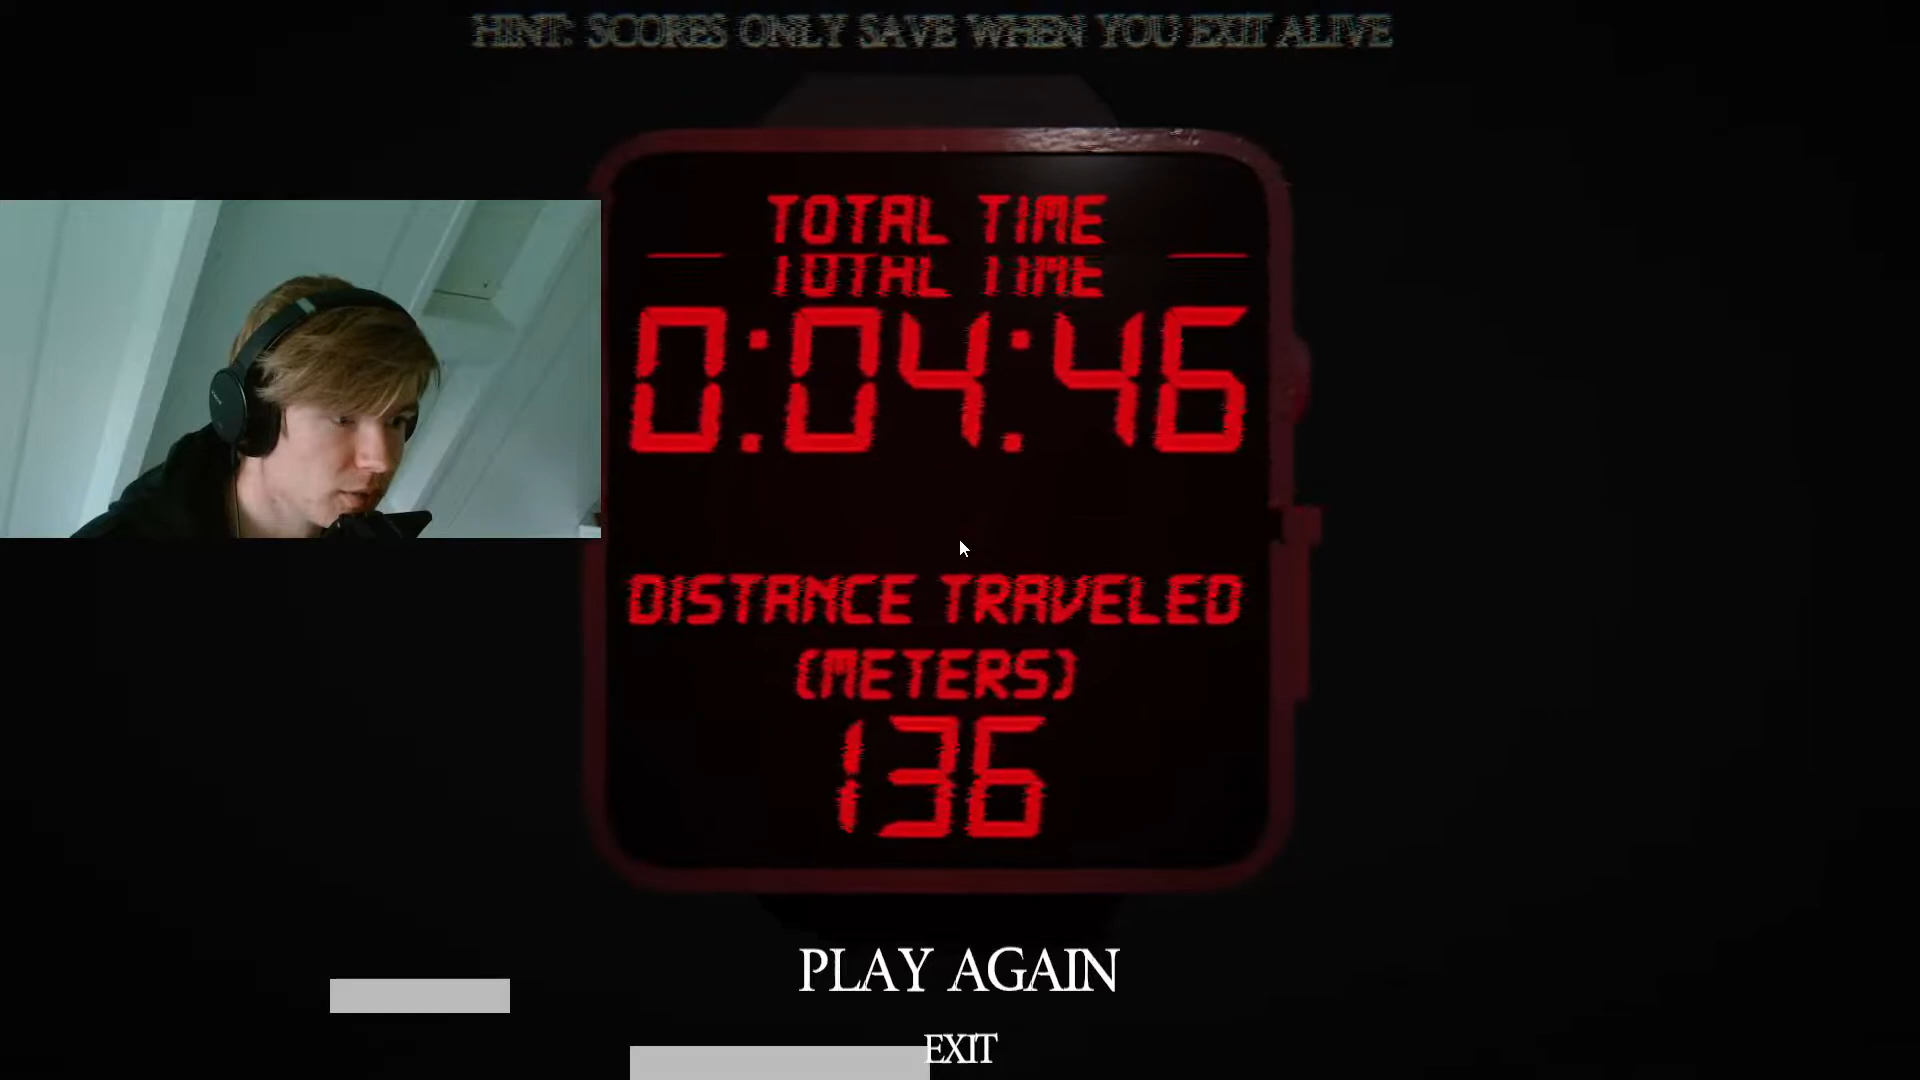 HINT: SCORES ONLY SAVE WHEN YOU EXIT ALIVE
TOTAL TIME
TOTAL TIME
0:04:46
DISTANCE TRAVELED
(METERS)
136
PLAY AGAIN
EXIT